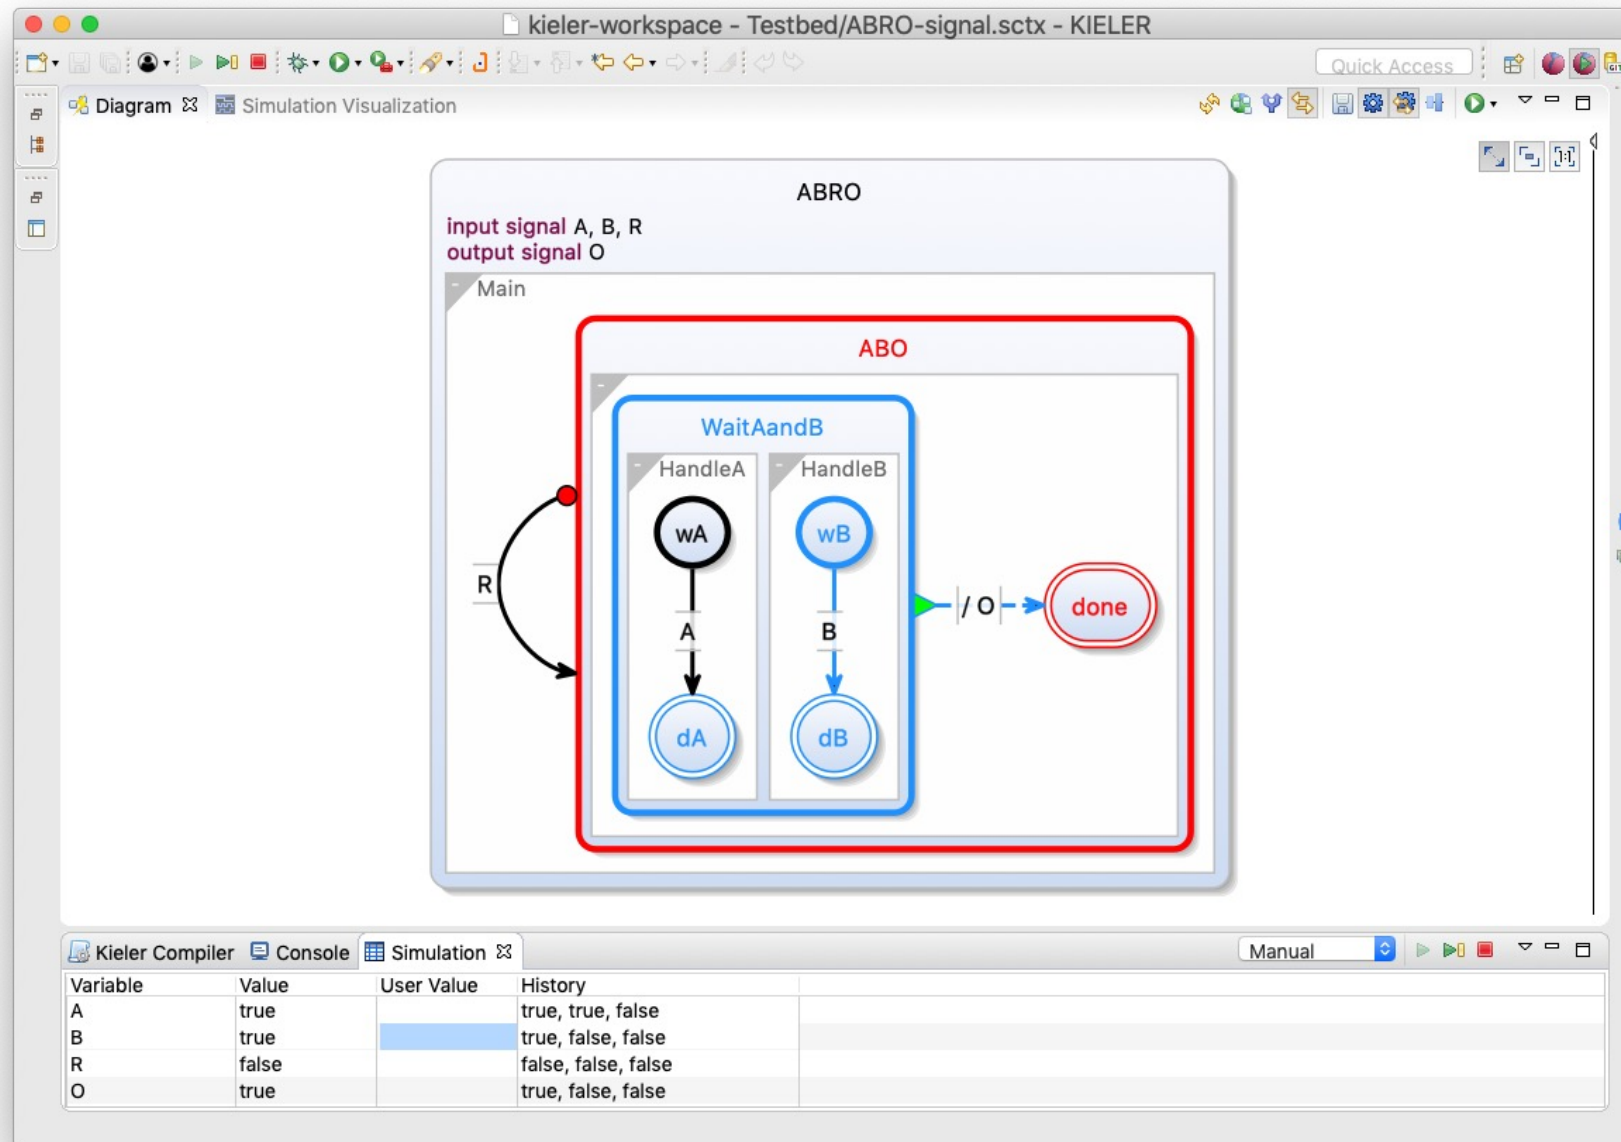 kieler-workspace - Testbed/ABRO-signal.sctx - KIELER
Quick Access
Diagram Simulation Visualization
ABRO
input signal A, B, R
output signal O
- Main
ABO
-
WaitAandB
- HandleA - HandleB
wA wB
R
/ O done
A B
dA dB
Kieler Compiler Console Simulation Manual
Variable Value User Value History
A true true, true, false
B true true, false, false
R false false, false, false
O true true, false, false